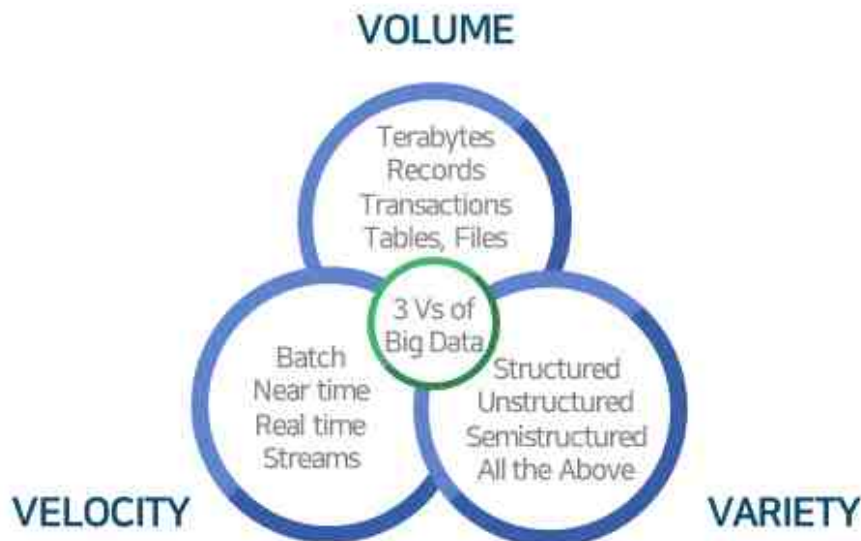 VOLUME
Terabytes
Records
Transactions
Tables, Files
3 Vs of
Big Data
Batch
Near time
Real time
Streams
Structured
Unstructured
Semistructured
All the Above
VELOCITY
VARIETY